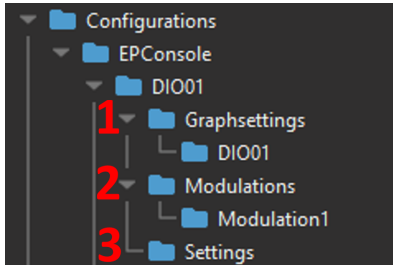 Configurations
EPConsole
DIO01
1 Graphsettings
DIO01
2 Modulations
Modulation1
3 Settings